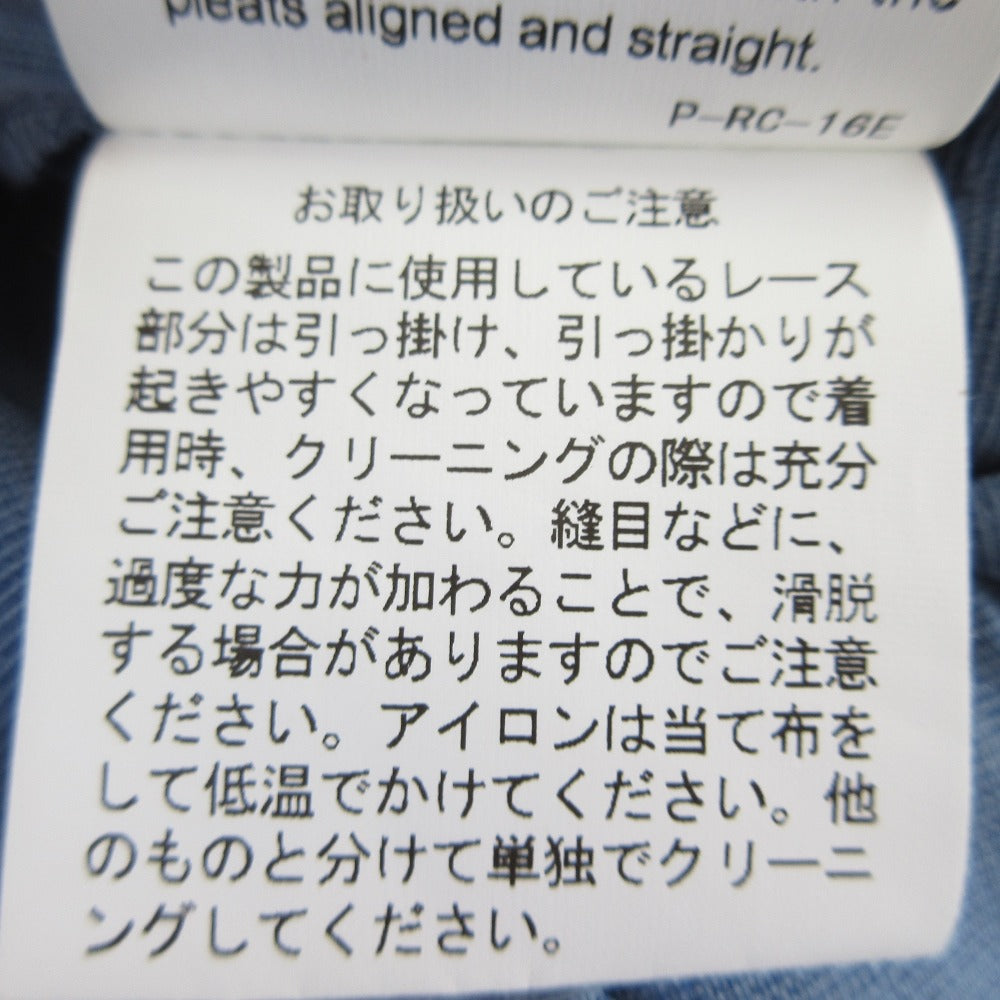 the
pleats aligned and straight.
P-RC-16E
お取り扱いのご注意
この製品に使用しているレース
部分は引っ掛け、引っ掛かりが
起きやすくなっていますので着
用時、クリーニングの際は充分
ご注意ください。縫目などに、
過度な力が加わることで、滑脱
する場合がありますのでご注意
ください。アイロンは当て布を
して低温でかけてください。他
のものと分けて単独でクリーニ
ングしてください。